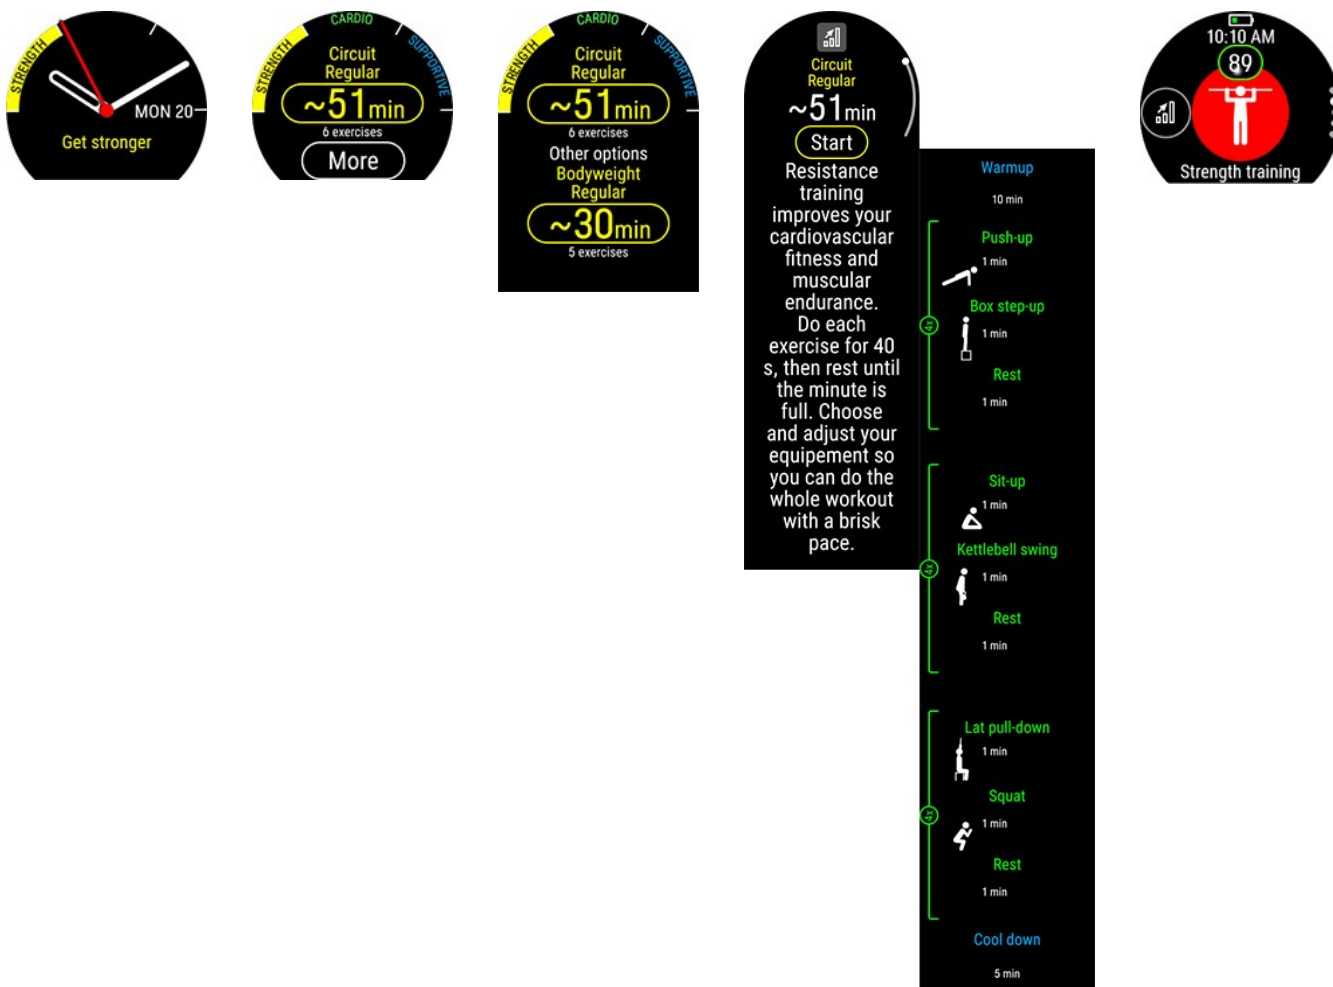 STRENGTH
MON 20
Get stronger
CARDIO
STRENGTH
SUPPORTIVE
Circuit
Regular
~51min
6 exercises
More
CARDIO
STRENGTH
SUPPORTIVE
Circuit
Regular
~51min
6 exercises
Other options
Bodyweight
Regular
~30min
5 exercises
Circuit
Regular
~51min
Start
Resistance
training
improves your
cardiovascular
fitness and
muscular
endurance.
Do each
exercise for 40
s, then rest until
the minute is
full. Choose
and adjust your
equipement so
you can do the
whole workout
with a brisk
pace.
Warmup
10 min
Push-up
1 min
Box step-up
4x
1 min
Rest
1 min
Sit-up
1 min
Kettlebell swing
4x
1 min
Rest
1 min
Lat pull-down
1 min
Squat
4x
1 min
Rest
1 min
Cool down
5 min
10:10 AM
89
Strength training